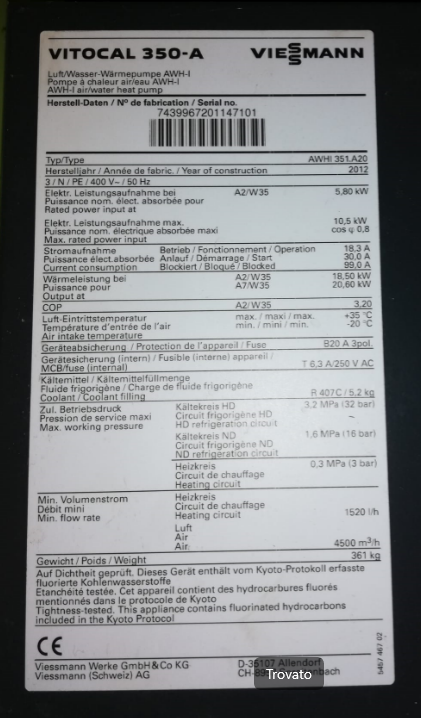 VITOCAL 350-A
VIESSMANN
Luft/Wasser-Wärmepumpe AWH-I
Pompe à chaleur air/eau AWH-I
AWH-I air/water heat pump
Herstell-Daten / Nº de fabrication / Serial no.
7439967201147101
Typ/Type AWHI 351.A20
Herstelljahr / Année de fabric. / Year of construction 2012
3 / N / PE / 400 V~ / 50 Hz
Elektr. Leistungsaufnahme bei A2/W35 5,80 kW
Puissance nom. élect. absorbée pour
Rated power input at
Elektr. Leistungsaufnahme max. 10,5 kW
Puissance nom. électrique absorbée maxi cos φ 0,8
Max. rated power input
Stromaufnahme Betrieb / Fonctionnement / Operation 18,3 A
Puissance élect.absorbée Anlauf / Démarrage / Start 30,0 A
Current consumption Blockiert / Bloqué / Blocked 99,0 A
Wärmeleistung bei A2/W35 18,50 kW
Puissance pour A7/W35 20,60 kW
Output at
COP A2/W35 3,20
Luft-Eintrittstemperatur max. / maxi / max. +35 °C
Température d'entrée de l'air min. / mini / min. -20 °C
Air intake temperature
Geräteabsicherung / Protection de l'appareil / Fuse B20 A 3pol.
Gerätesicherung (intern) / Fusible (interne) appareil /
MCB/fuse (internal) T 6,3 A/250 V AC
Kältemittel / Kältemittelfüllmenge
Fluide frigorigène / Charge de fluide frigorigène
Coolant / Coolant filling R 407C / 5,2 kg
Zul. Betriebsdruck Kältekreis HD 3,2 MPa (32 bar)
Pression de service maxi Circuit frigorigène HD
Max. working pressure HD refrigeration circuit
Kältekreis ND 1,6 MPa (16 bar)
Circuit frigorigène ND
ND refrigeration circuit
Heizkreis 0,3 MPa (3 bar)
Circuit de chauffage
Heating circuit
Min. Volumenstrom Heizkreis
Débit mini Circuit de chauffage
Min. flow rate Heating circuit 1520 l/h
Luft
Air
Air 4500 m³/h
Gewicht / Poids / Weight 361 kg
Auf Dichtheit geprüft. Dieses Gerät enthält vom Kyoto-Protokoll erfasste
fluorierte Kohlenwasserstoffe
Etanchéité testée. Cet appareil contient des hydrocarbures fluorés
mentionnés dans le protocole de Kyoto
Tightness-tested. This appliance contains fluorinated hydrocarbons
included in the Kyoto Protocol
CE
5457 467 02
Viessmann Werke GmbH&Co KG D-35107 Allendorf
Viessmann (Schweiz) AG
Trovato